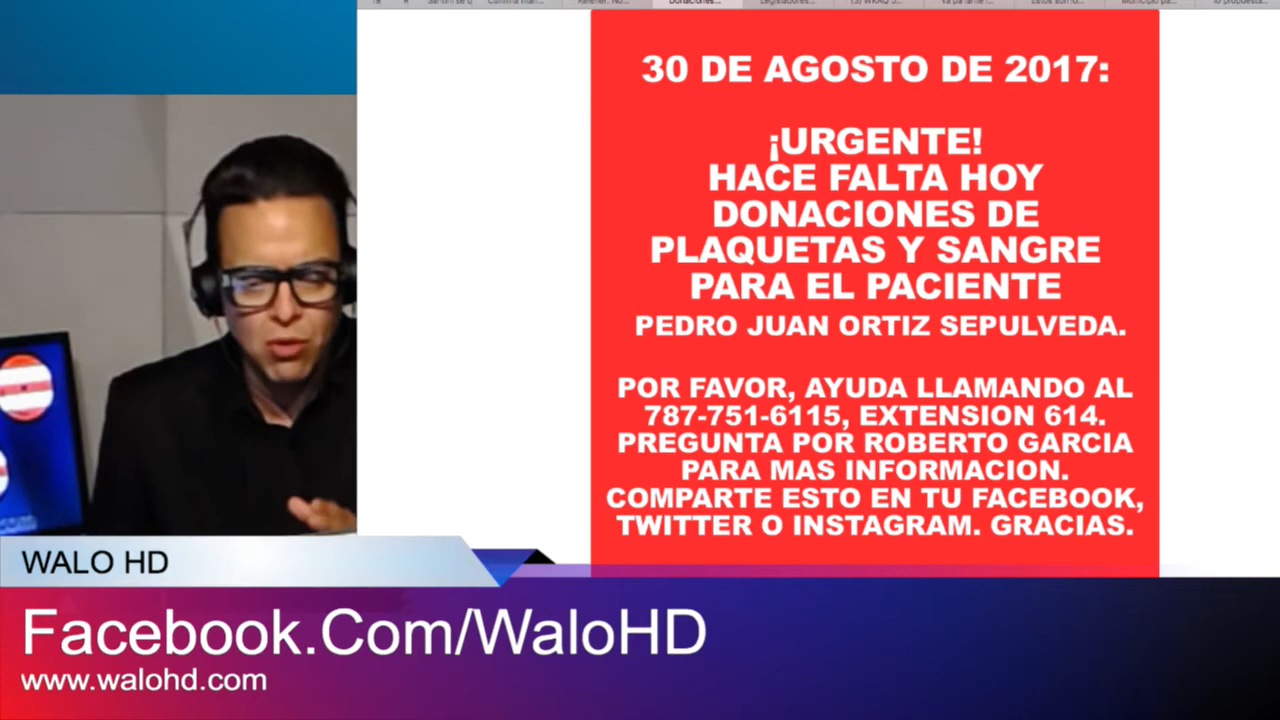 Donaciones...
30 DE AGOSTO DE 2017:
¡URGENTE!
HACE FALTA HOY
DONACIONES DE
PLAQUETAS Y SANGRE
PARA EL PACIENTE
PEDRO JUAN ORTIZ SEPULVEDA.
POR FAVOR, AYUDA LLAMANDO AL
787-751-6115, EXTENSION 614.
PREGUNTA POR ROBERTO GARCIA
PARA MAS INFORMACION.
COMPARTE ESTO EN TU FACEBOOK,
TWITTER O INSTAGRAM. GRACIAS.
WALO HD
Facebook.Com/WaloHD
www.walohd.com